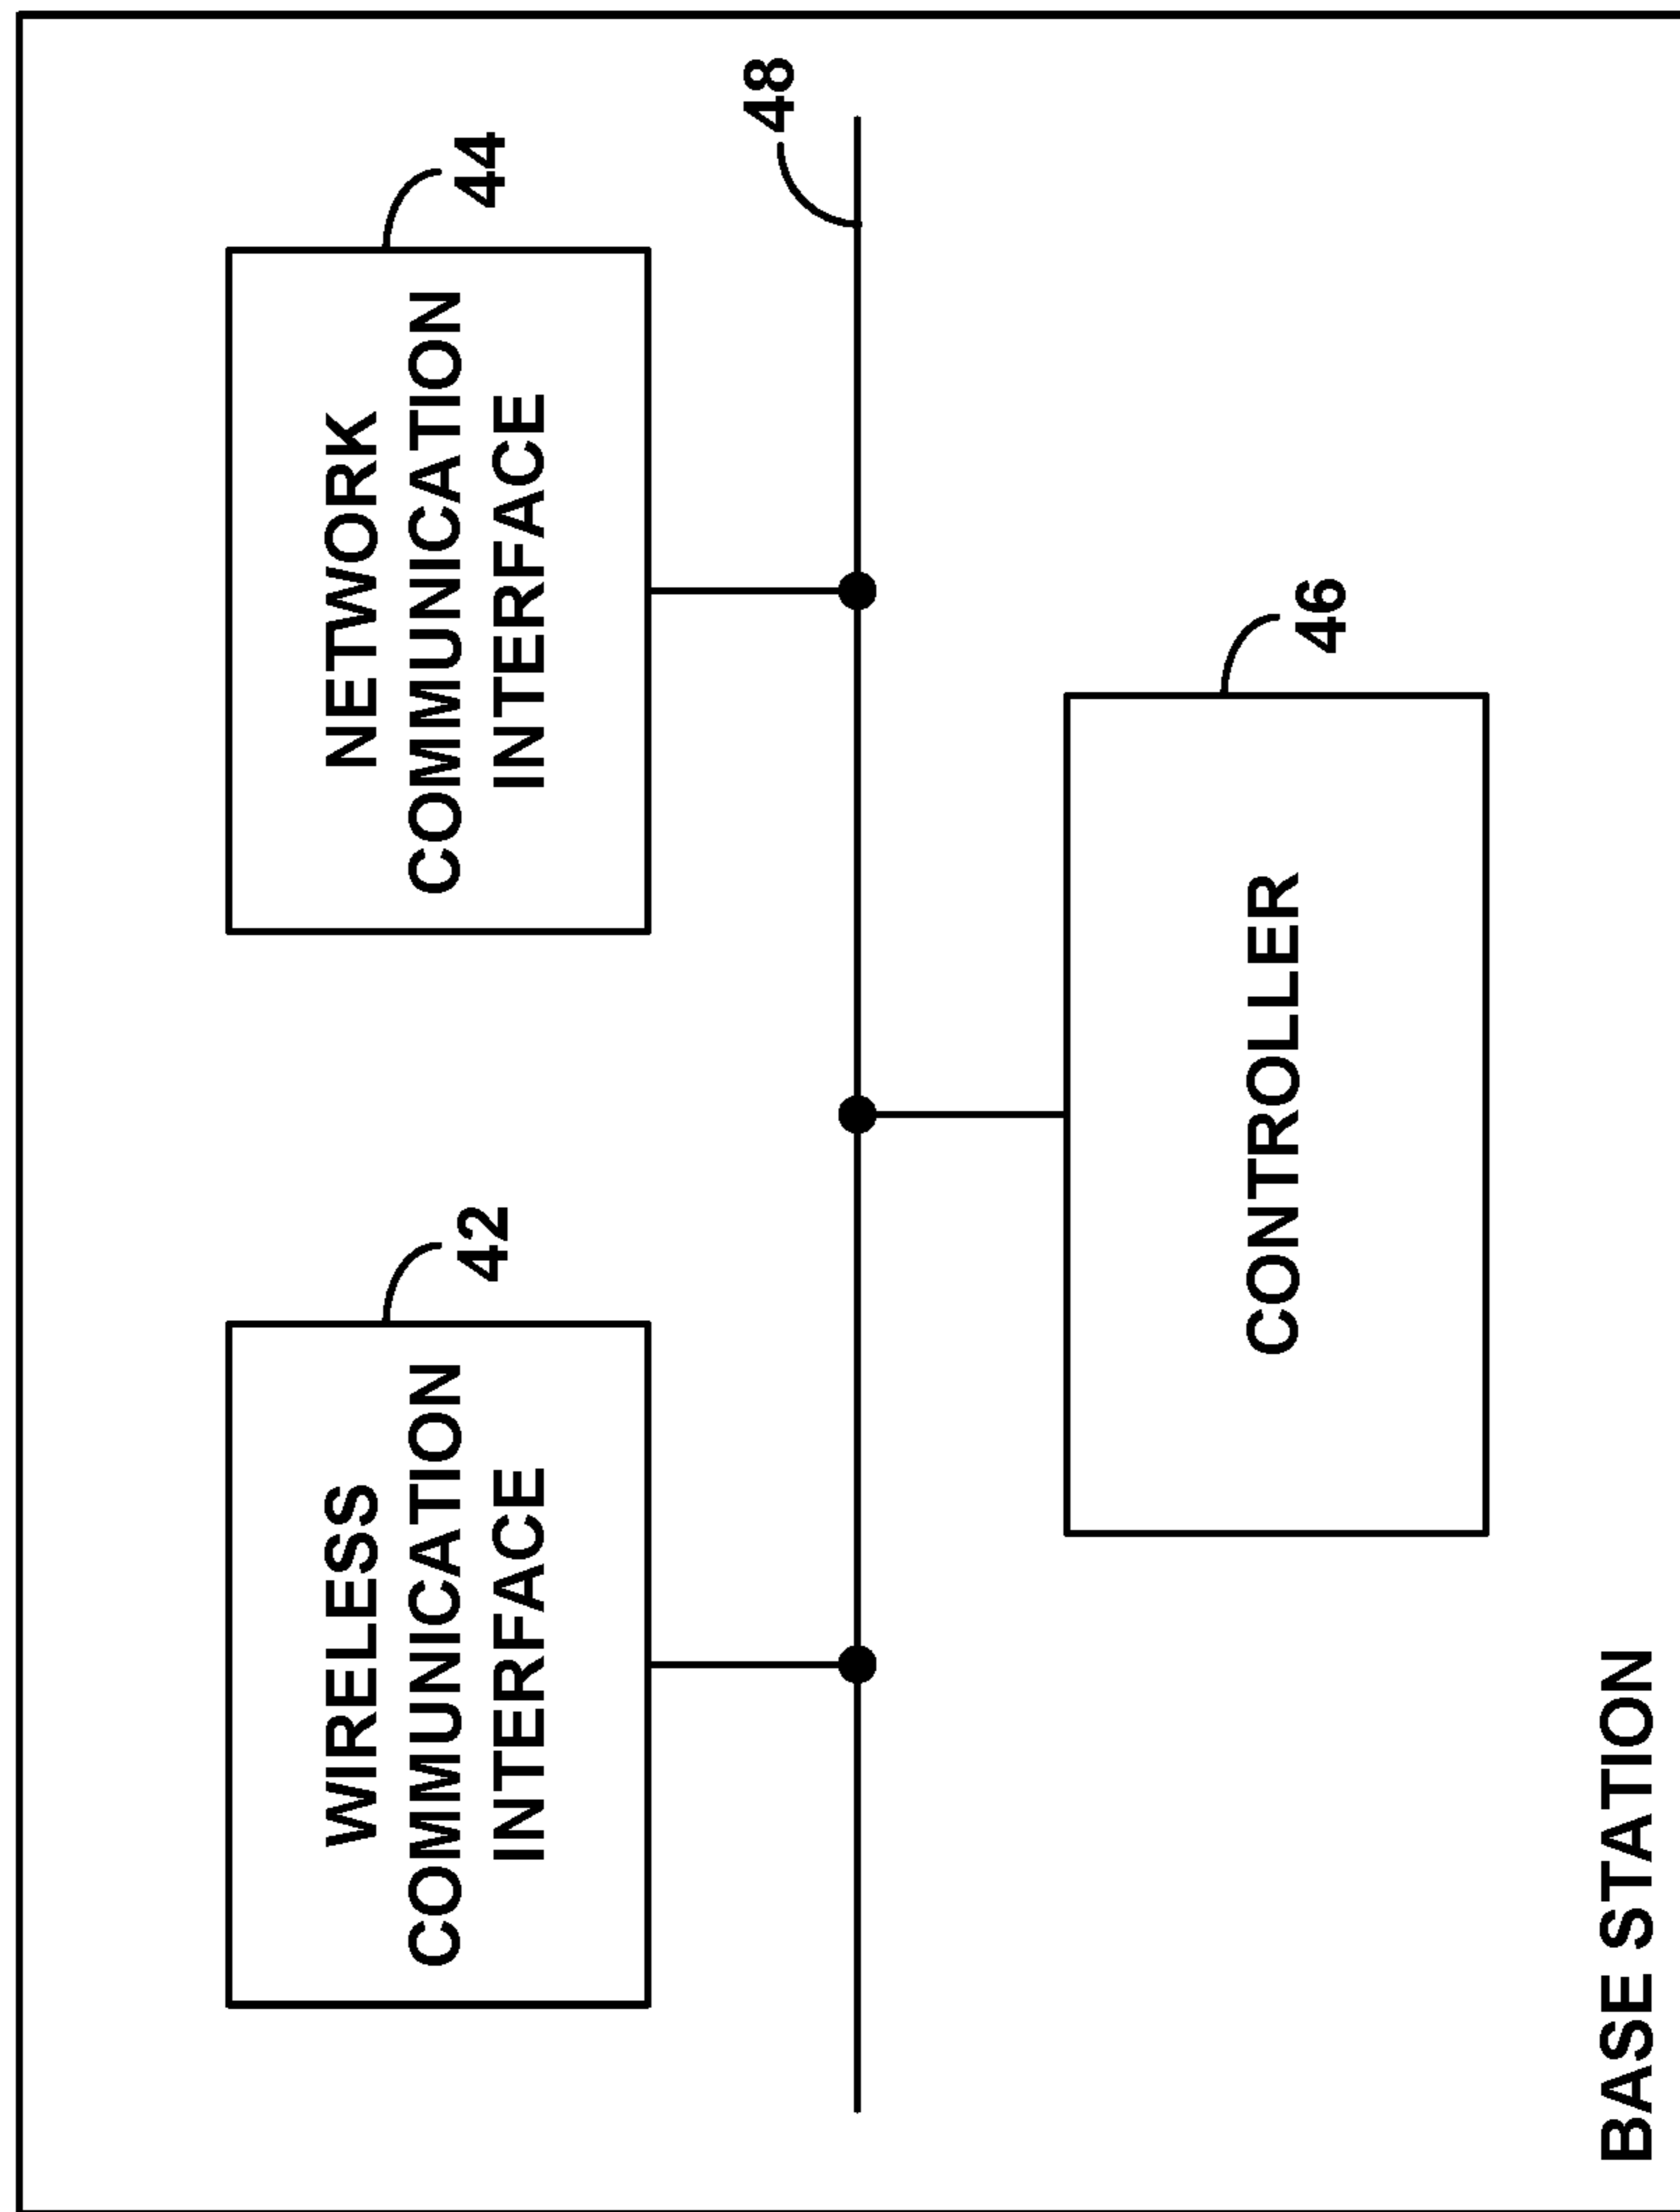 WIRELESS
COMMUNICATION
INTERFACE
42
NETWORK
COMMUNICATION
INTERFACE
44
48
CONTROLLER
46
BASE STATION